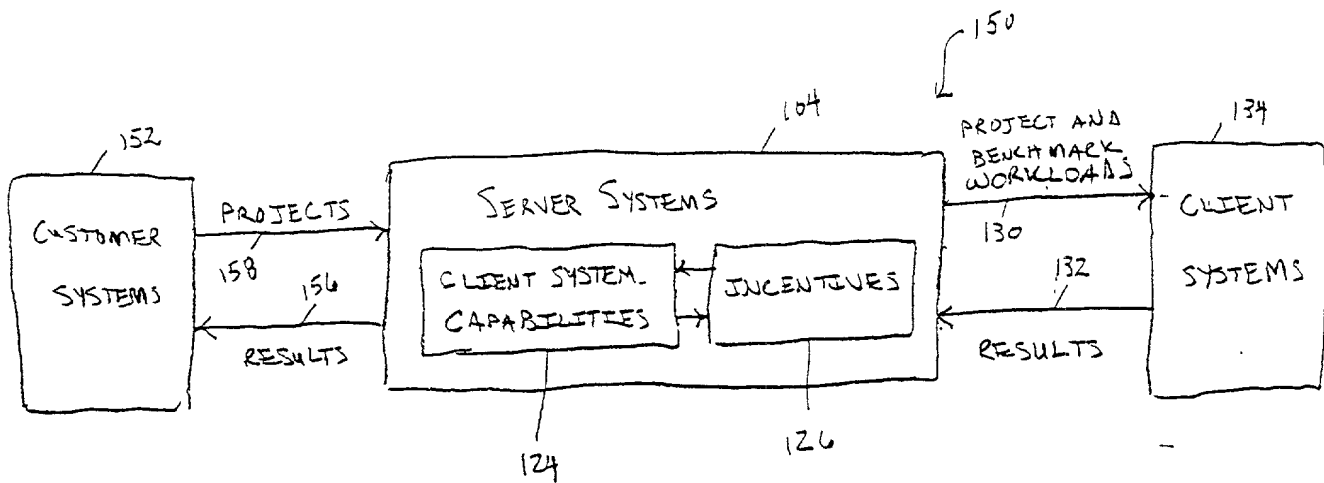 150
104
152
134
PROJECT AND
BENCHMARK
WORKLOADS
130
CUSTOMER
SYSTEMS
PROJECTS
158
156
RESULTS
SERVER SYSTEMS
CLIENT SYSTEM
CAPABILITIES
INCENTIVES
124
126
132
RESULTS
CLIENT
SYSTEMS